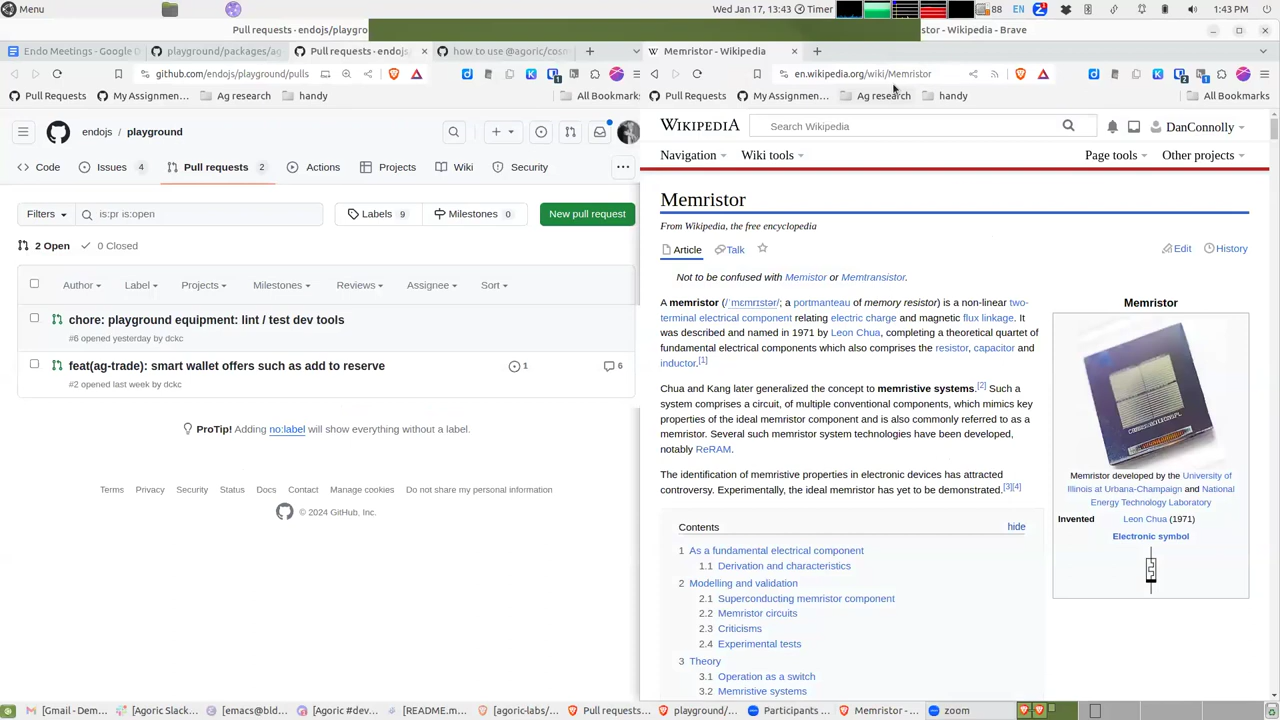 Menu
Wed Jan 17, 13:43 Timer
88
EN
1:43 PM
Pull requests · endojs/playgro
stor - Wikipedia - Brave
Endo Meetings - Google D
playground/packages/ag
Pull requests · endojs/
how to use @agoric/cosm
github.com/endojs/playground/pulls
Pull Requests
My Assignmen...
Ag research
handy
All Bookmarks
endojs / playground
Code
Issues 4
Pull requests 2
Actions
Projects
Wiki
Security
Filters
is:pr is:open
Labels 9
Milestones 0
New pull request
2 Open
0 Closed
Author
Label
Projects
Milestones
Reviews
Assignee
Sort
chore: playground equipment: lint / test dev tools
#6 opened yesterday by dckc
feat(ag-trade): smart wallet offers such as add to reserve
1
6
#2 opened last week by dckc
ProTip! Adding no:label will show everything without a label.
Terms Privacy Security Status Docs Contact Manage cookies Do not share my personal information
© 2024 GitHub, Inc.
Memristor - Wikipedia
en.wikipedia.org/wiki/Memristor
Pull Requests
My Assignmen...
Ag research
handy
All Bookmarks
WIKIPEDIA
Search Wikipedia
DanConnolly
Navigation
Wiki tools
Page tools
Other projects
Memristor
From Wikipedia, the free encyclopedia
Article
Talk
Edit
History
Not to be confused with Memistor or Memtransistor.
A memristor (/ˈmɛmrɪstər/; a portmanteau of memory resistor) is a non-linear two-
terminal electrical component relating electric charge and magnetic flux linkage. It
was described and named in 1971 by Leon Chua, completing a theoretical quartet of
fundamental electrical components which also comprises the resistor, capacitor and
inductor.[1]
Chua and Kang later generalized the concept to memristive systems.[2] Such a
system comprises a circuit, of multiple conventional components, which mimics key
properties of the ideal memristor component and is also commonly referred to as a
memristor. Several such memristor system technologies have been developed,
notably ReRAM.
The identification of memristive properties in electronic devices has attracted
controversy. Experimentally, the ideal memristor has yet to be demonstrated.[3][4]
Contents
hide
1 As a fundamental electrical component
1.1 Derivation and characteristics
2 Modelling and validation
2.1 Superconducting memristor component
2.2 Memristor circuits
2.3 Criticisms
2.4 Experimental tests
3 Theory
3.1 Operation as a switch
3.2 Memristive systems
Memristor
Memristor developed by the University of
Illinois at Urbana-Champaign and National
Energy Technology Laboratory
Invented Leon Chua (1971)
Electronic symbol
[Gmail - Dem...
[Agoric Slack...
[emacs@bld...
[Agoric #dev...
[README.m...
[agoric-labs/...
Pull requests...
playground/...
Participants ...
Memristor - ...
zoom